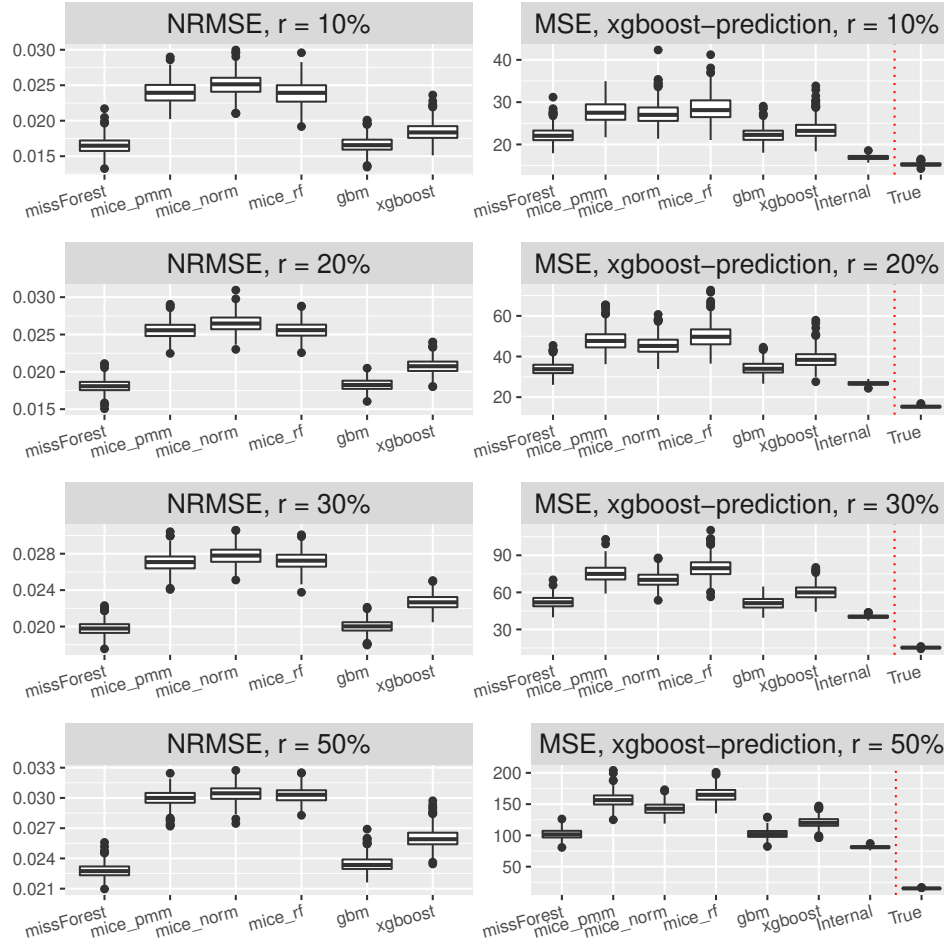 NRMSE, r = 10%
0.030
0.025
0.020
0.015
missForest mice_pmm mice_norm mice_rf gbm xgboost
MSE, xgboost−prediction, r = 10%
40
30
20
missForest mice_pmm mice_norm mice_rf gbm xgboost Internal True
NRMSE, r = 20%
0.030
0.025
0.020
0.015
missForest mice_pmm mice_norm mice_rf gbm xgboost
MSE, xgboost−prediction, r = 20%
60
40
20
missForest mice_pmm mice_norm mice_rf gbm xgboost Internal True
NRMSE, r = 30%
0.028
0.024
0.020
missForest mice_pmm mice_norm mice_rf gbm xgboost
MSE, xgboost−prediction, r = 30%
90
60
30
missForest mice_pmm mice_norm mice_rf gbm xgboost Internal True
NRMSE, r = 50%
0.033
0.030
0.027
0.024
0.021
missForest mice_pmm mice_norm mice_rf gbm xgboost
MSE, xgboost−prediction, r = 50%
200
150
100
50
missForest mice_pmm mice_norm mice_rf gbm xgboost Internal True